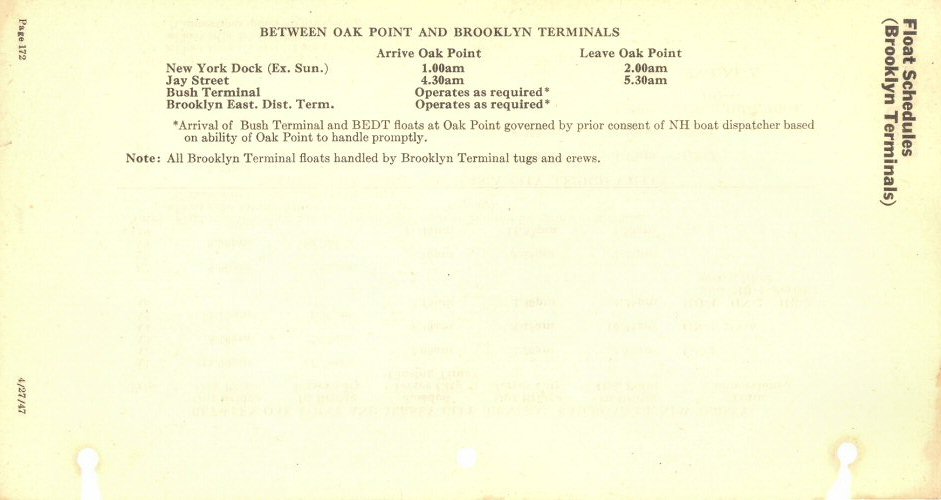 BETWEEN OAK POINT AND BROOKLYN TERMINALS
Arrive Oak Point Leave Oak Point
New York Dock (Ex. Sun.) 1.00am 2.00am
Jay Street 4.30am 5.30am
Bush Terminal Operates as required*
Brooklyn East. Dist. Term. Operates as required*
*Arrival of Bush Terminal and BEDT floats at Oak Point governed by prior consent of NH boat dispatcher based
on ability of Oak Point to handle promptly.
Note: All Brooklyn Terminal floats handled by Brooklyn Terminal tugs and crews.
Float Schedules
(Brooklyn Terminals)
Page 172
4/27/47